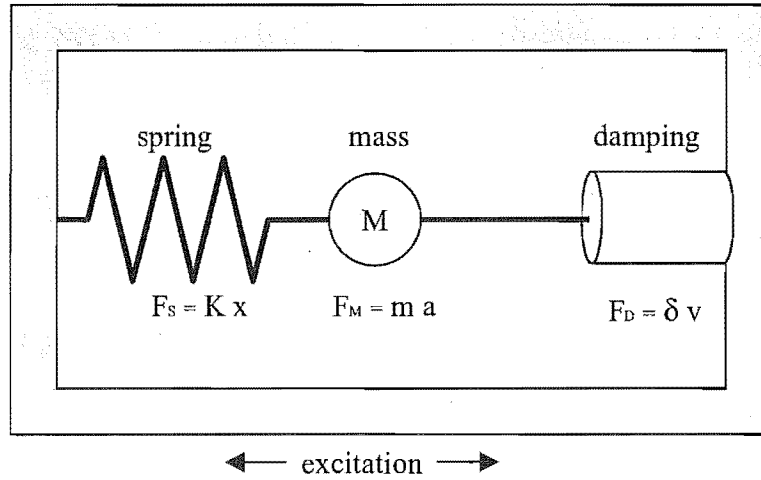 spring mass damping
M
Fs = K x FM = m a FD = δ v
excitation